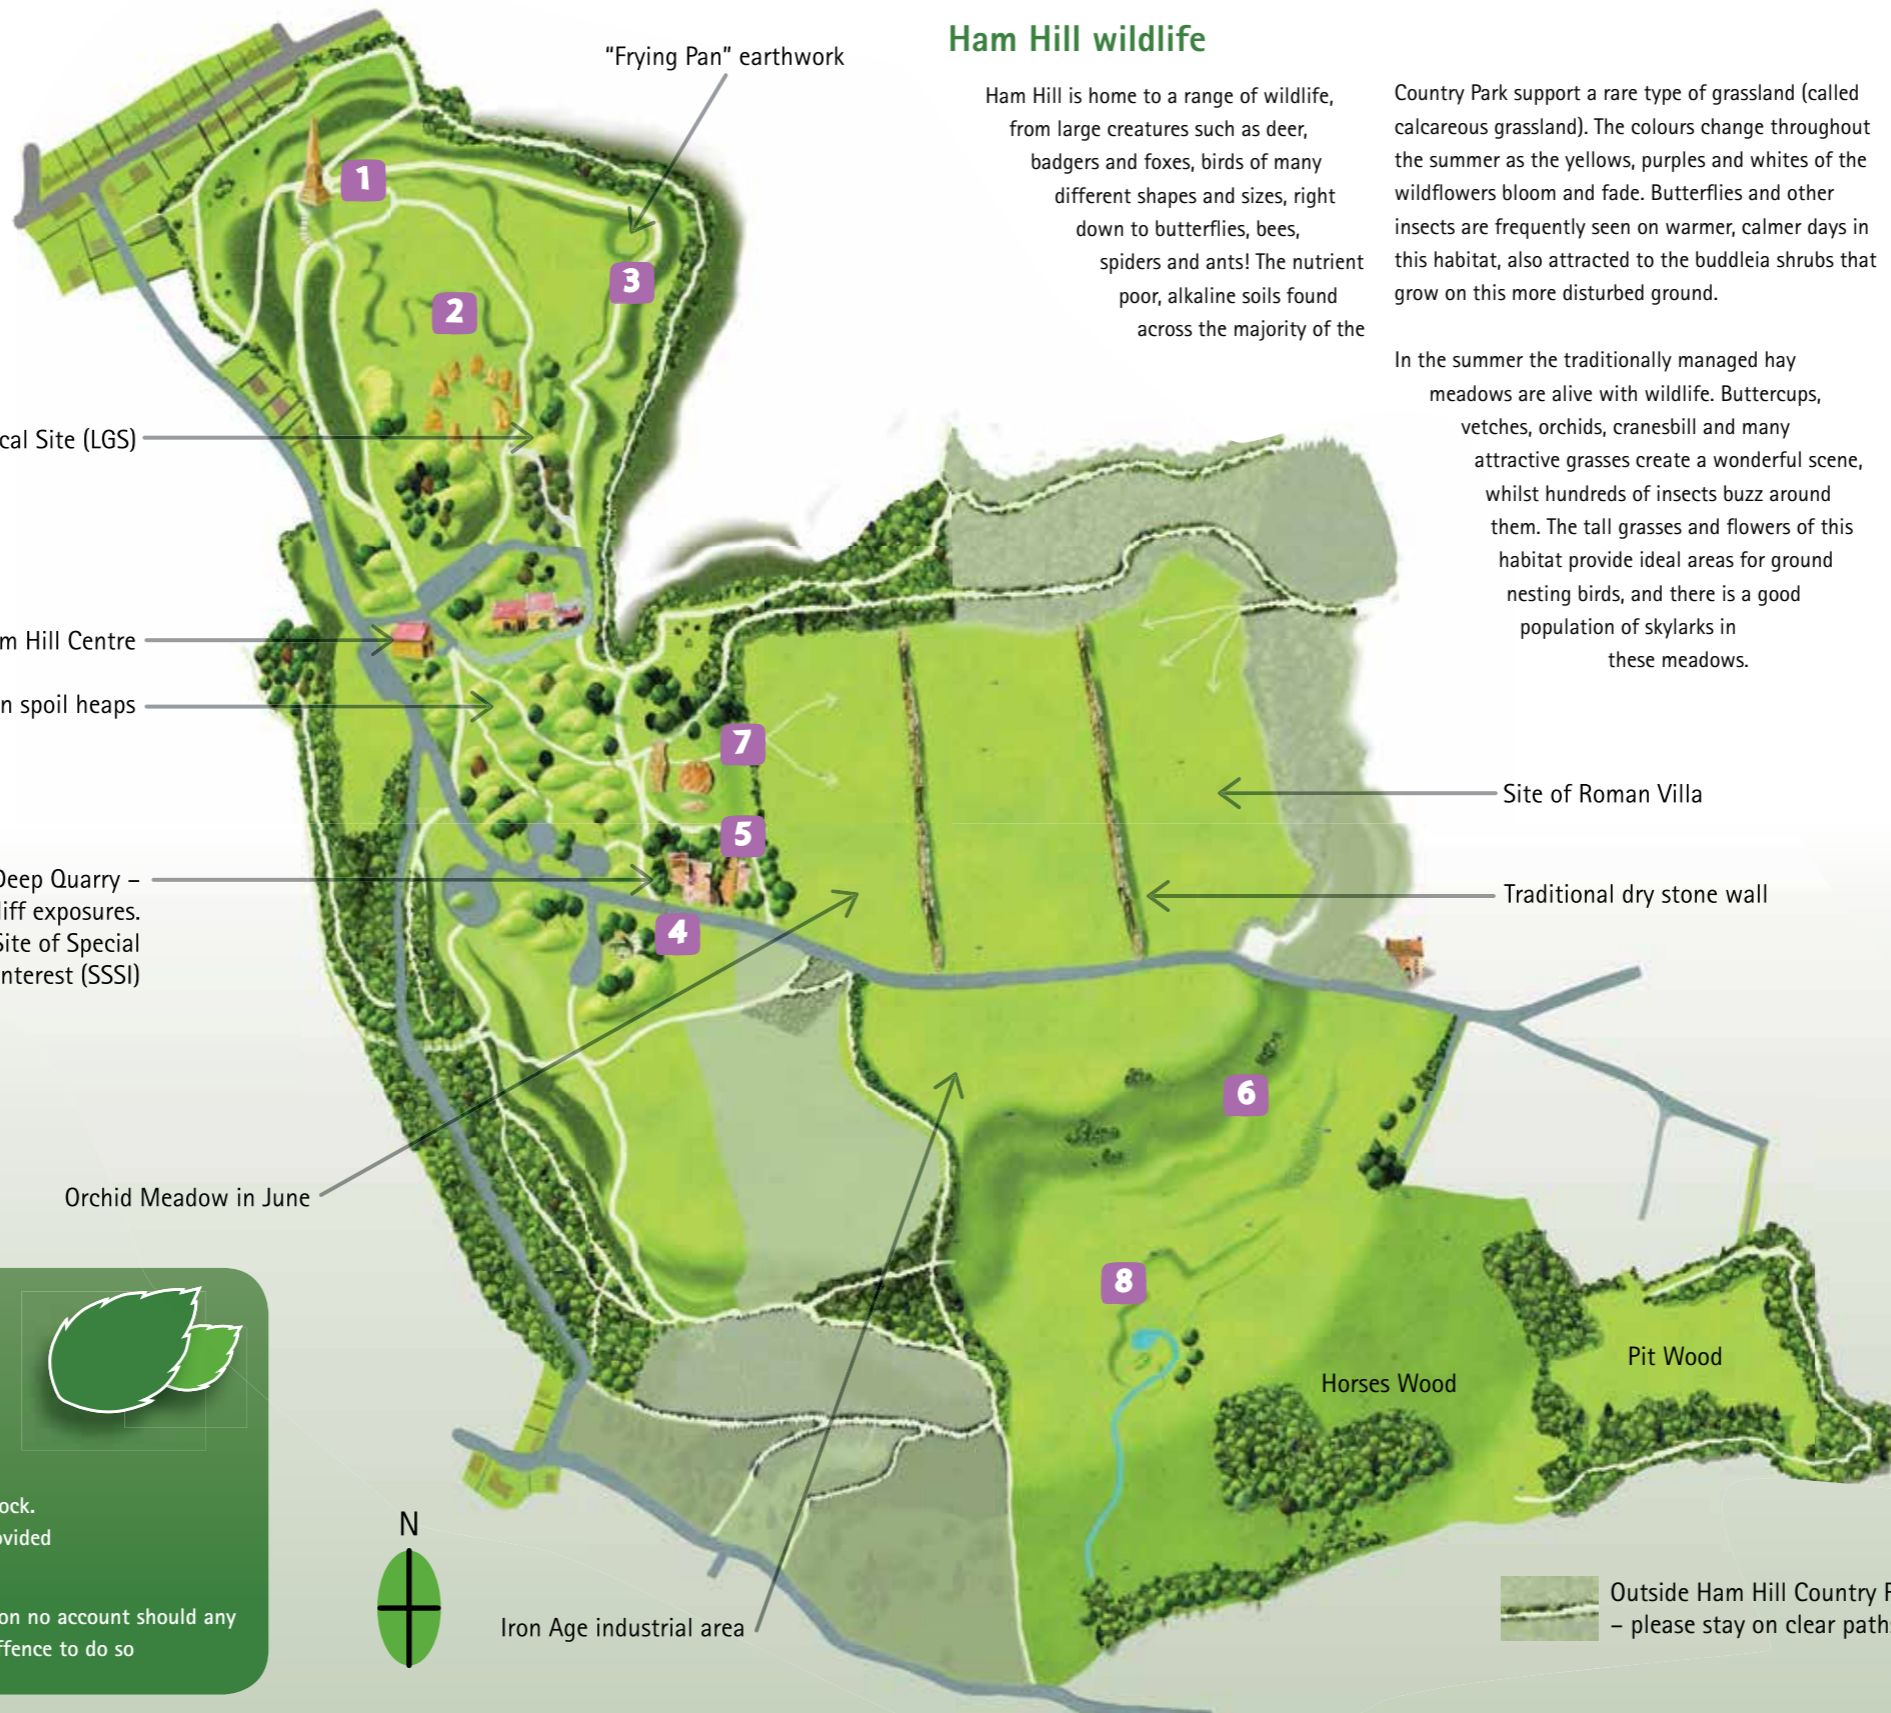 "Frying Pan" earthwork
Ham Hill wildlife
Ham Hill is home to a range of wildlife,
from large creatures such as deer,
badgers and foxes, birds of many
different shapes and sizes, right
down to butterflies, bees,
spiders and ants! The nutrient
poor, alkaline soils found
across the majority of the
Country Park support a rare type of grassland (called
calcareous grassland). The colours change throughout
the summer as the yellows, purples and whites of the
wildflowers bloom and fade. Butterflies and other
insects are frequently seen on warmer, calmer days in
this habitat, also attracted to the buddleia shrubs that
grow on this more disturbed ground.
In the summer the traditionally managed hay
meadows are alive with wildlife. Buttercups,
vetches, orchids, cranesbill and many
attractive grasses create a wonderful scene,
whilst hundreds of insects buzz around
them. The tall grasses and flowers of this
habitat provide ideal areas for ground
nesting birds, and there is a good
population of skylarks in
these meadows.
1
2
3
cal Site (LGS)
m Hill Centre
n spoil heaps
7
5
4
Site of Roman Villa
Traditional dry stone wall
Deep Quarry –
liff exposures.
Site of Special
nterest (SSSI)
6
Orchid Meadow in June
8
Horses Wood
Pit Wood
ock.
ovided
on no account should any
ffence to do so
N
Iron Age industrial area
Outside Ham Hill Country P
– please stay on clear paths